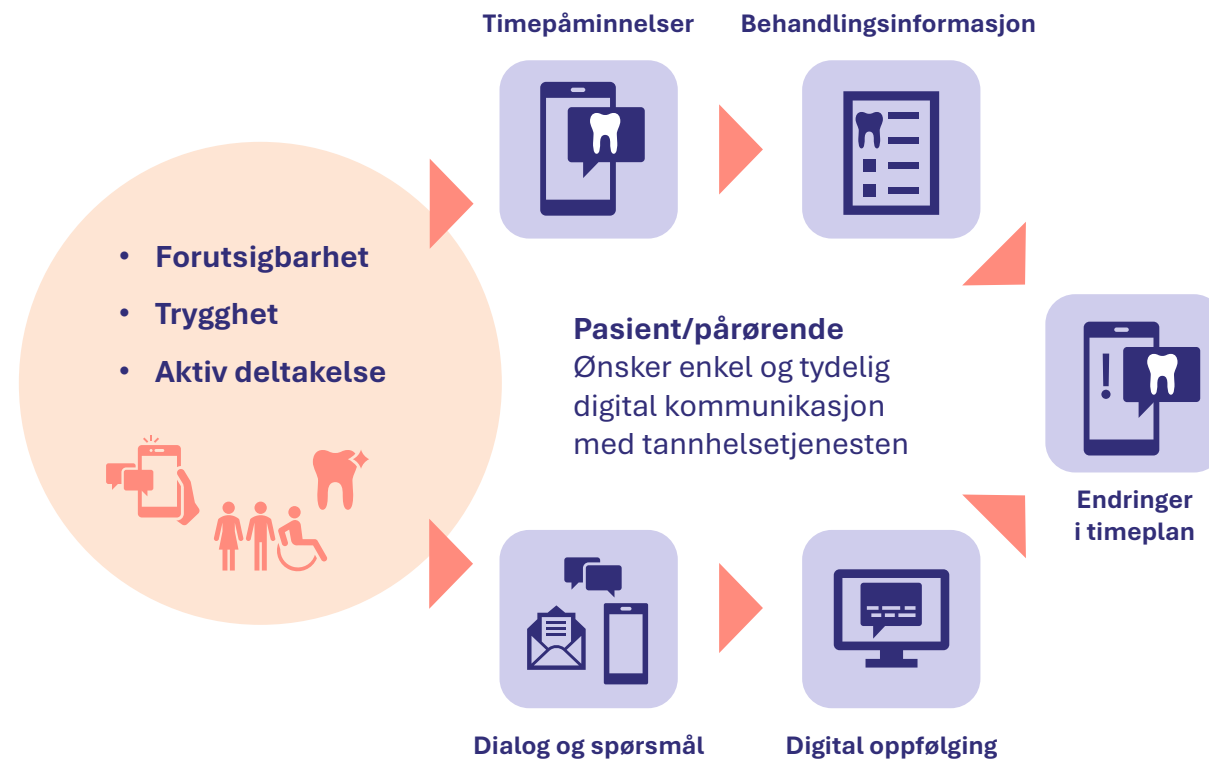 Timepåminnelser
Behandlingsinformasjon
• Forutsigbarhet
• Trygghet
• Aktiv deltakelse
Pasient/pårørende
Ønsker enkel og tydelig
digital kommunikasjon
med tannhelsetjenesten
Endringer
i timeplan
Dialog og spørsmål
Digital oppfølging